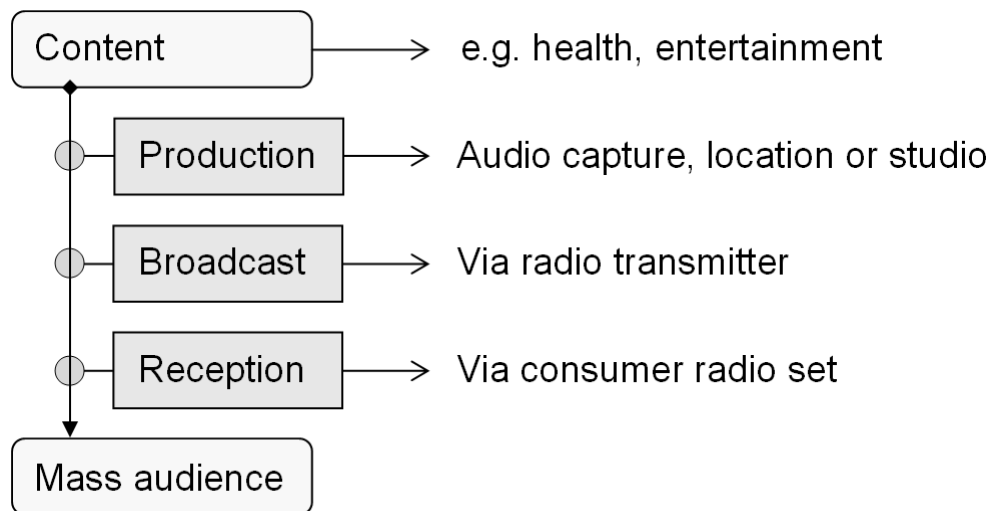 Content
e.g. health, entertainment
Production
Audio capture, location or studio
Broadcast
Via radio transmitter
Reception
Via consumer radio set
Mass audience